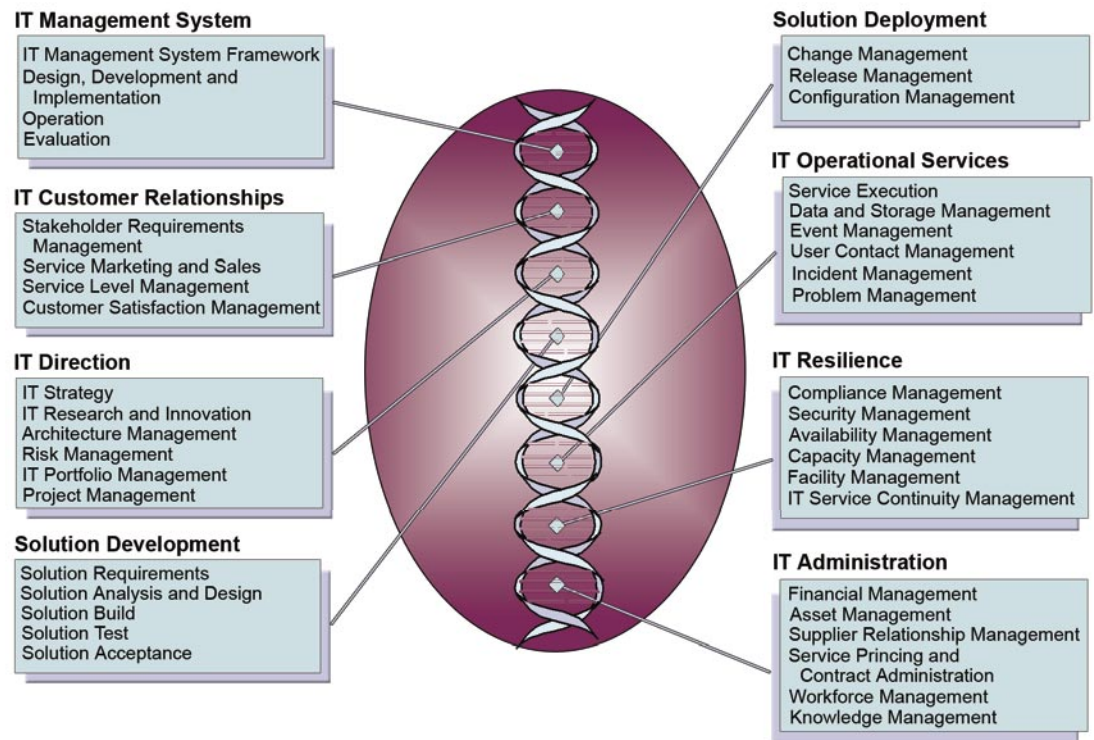 IT Management System
IT Management System Framework
Design, Development and
Implementation
Operation
Evaluation
IT Customer Relationships
Stakeholder Requirements
Management
Service Marketing and Sales
Service Level Management
Customer Satisfaction Management
IT Direction
IT Strategy
IT Research and Innovation
Architecture Management
Risk Management
IT Portfolio Management
Project Management
Solution Development
Solution Requirements
Solution Analysis and Design
Solution Build
Solution Test
Solution Acceptance
Solution Deployment
Change Management
Release Management
Configuration Management
IT Operational Services
Service Execution
Data and Storage Management
Event Management
User Contact Management
Incident Management
Problem Management
IT Resilience
Compliance Management
Security Management
Availability Management
Capacity Management
Facility Management
IT Service Continuity Management
IT Administration
Financial Management
Asset Management
Supplier Relationship Management
Service Princing and
Contract Administration
Workforce Management
Knowledge Management